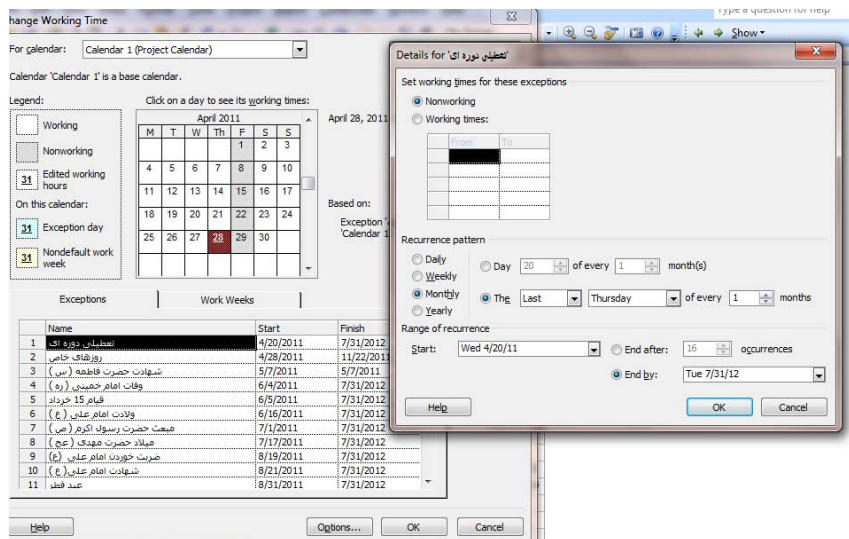 Type a question for help
Change Working Time
For calendar: Calendar 1 (Project Calendar)
Show
Calendar 'Calendar 1' is a base calendar.
Legend:
Click on a day to see its working times:
Working
Nonworking
31 Edited working hours
On this calendar:
31 Exception day
31 Nondefault work week
April 2011
M T W Th F S S
1 2 3
4 5 6 7 8 9 10
11 12 13 14 15 16 17
18 19 20 21 22 23 24
25 26 27 28 29 30
April 28, 2011
Based on:
Exception
'Calendar 1
Exceptions Work Weeks
Name Start Finish
1 تعطیلی دوره ای 4/20/2011 7/31/2012
2 روزهای خاص 4/28/2011 11/22/2011
3 شهادت حضرت فاطمه (س) 5/7/2011 5/7/2011
4 وفات امام خمینی (ره) 6/4/2011 7/31/2012
5 قیام 15 خرداد 6/5/2011 7/31/2012
6 ولادت امام علی (ع) 6/16/2011 7/31/2012
7 مبعث حضرت رسول اکرم (ص) 7/1/2011 7/31/2012
8 میلاد حضرت مهدی (عج) 7/17/2011 7/31/2012
9 ضربت خوردن امام علی (ع) 8/19/2011 7/31/2012
10 شهادت امام علی (ع) 8/21/2011 7/31/2012
11 عید فطر 8/31/2011 7/31/2012
Help Options... OK Cancel
Details for 'تعطیلی دوره ای'
Set working times for these exceptions
Nonworking
Working times:
From To
Recurrence pattern
Daily
Weekly
Monthly
Yearly
Day 20 of every 1 month(s)
The Last Thursday of every 1 months
Range of recurrence
Start: Wed 4/20/11 End after: 16 occurrences
End by: Tue 7/31/12
Help OK Cancel